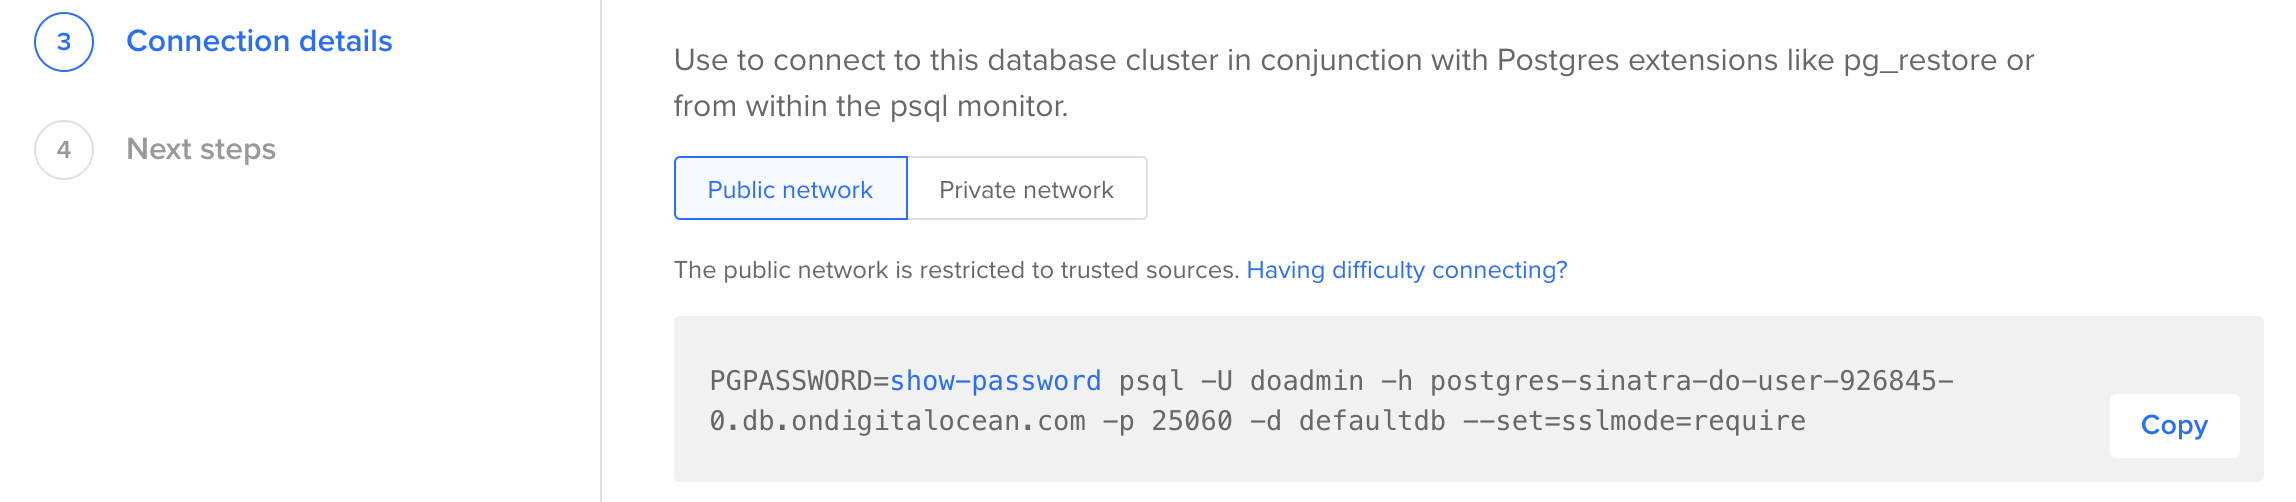 3 Connection details
4 Next steps
Use to connect to this database cluster in conjunction with Postgres extensions like pg_restore or
from within the psql monitor.
Public network Private network
The public network is restricted to trusted sources. Having difficulty connecting?
PGPASSWORD=show-password psql -U doadmin -h postgres-sinatra-do-user-926845-
0.db.ondigitalocean.com -p 25060 -d defaultdb --set=sslmode=require
Copy